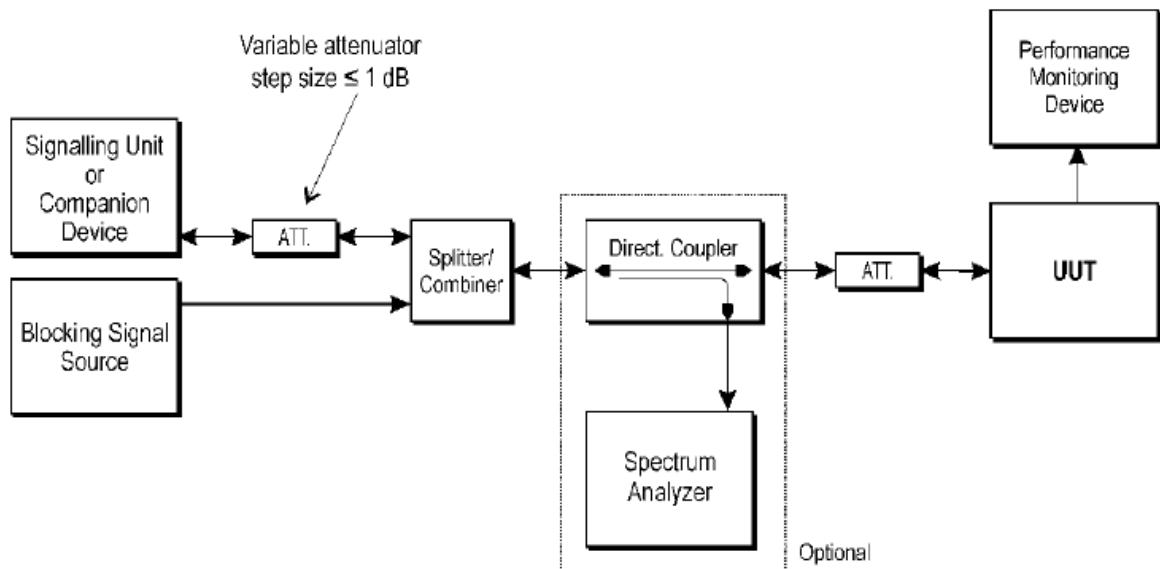 Variable attenuator
step size ≤ 1 dB
Performance
Monitoring
Device
Signalling Unit
or
Companion
Device
ATT.
Splitter/
Combiner
Direct. Coupler
ATT.
UUT
Blocking Signal
Source
Spectrum
Analyzer
Optional